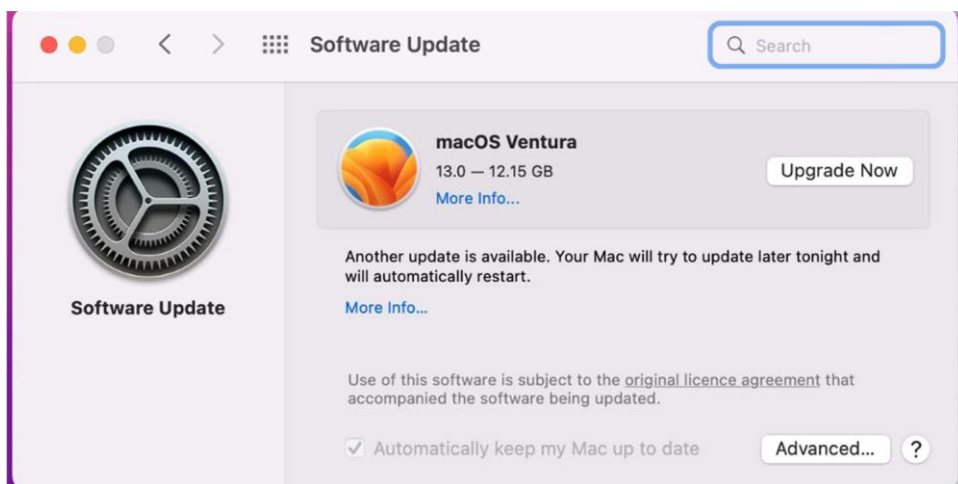 Software Update
Search
macOS Ventura
13.0 — 12.15 GB
More Info...
Upgrade Now
Another update is available. Your Mac will try to update later tonight and
will automatically restart.
More Info...
Software Update
Use of this software is subject to the original licence agreement that
accompanied the software being updated.
Automatically keep my Mac up to date
Advanced...
?